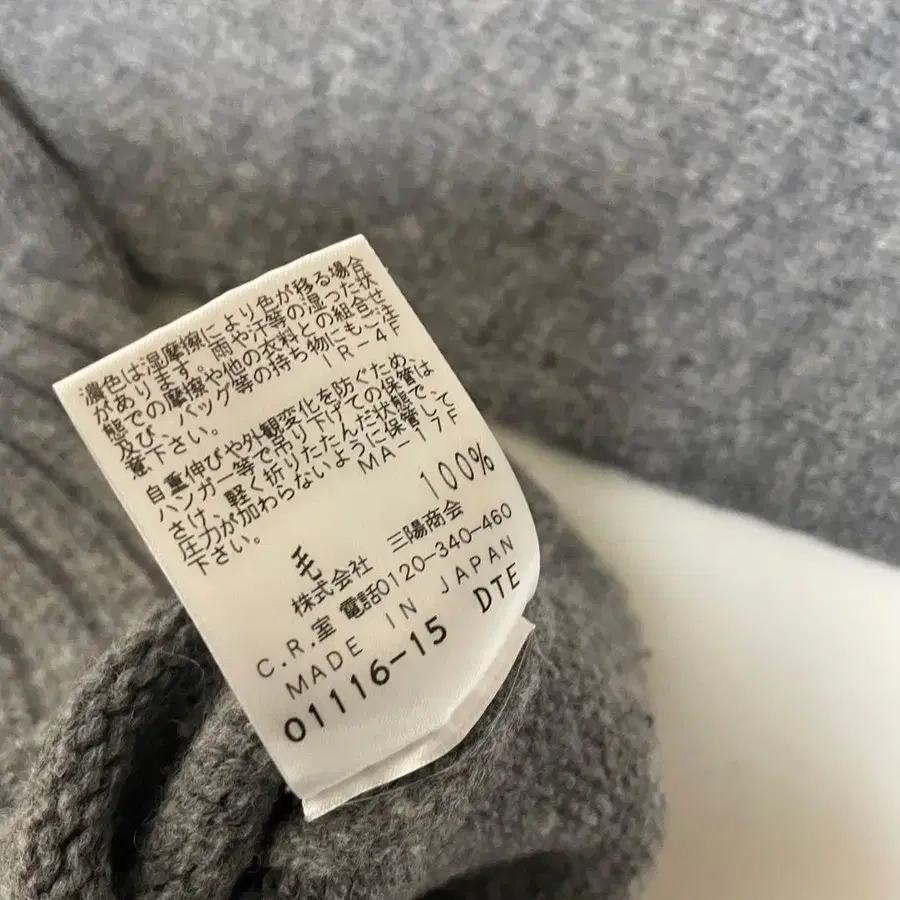 濃色は湿摩擦により色が移る場合
があります。雨や汗等の湿った状
態での摩擦や他の衣料との組合せ
及び、バッグ等の持ち物にもご注
意下さい。
IR-4F
自重伸びや外観変化を防ぐため、
ハンガー等で吊り下げての保管は
さけ、軽く折りたたんだ状態で、
圧力が加わらないように保管して
下さい。
MA-17F
毛 100%
株式会社 三陽商会
C.R.室 電話0120-340-460
MADE IN JAPAN
01116-15 DTE